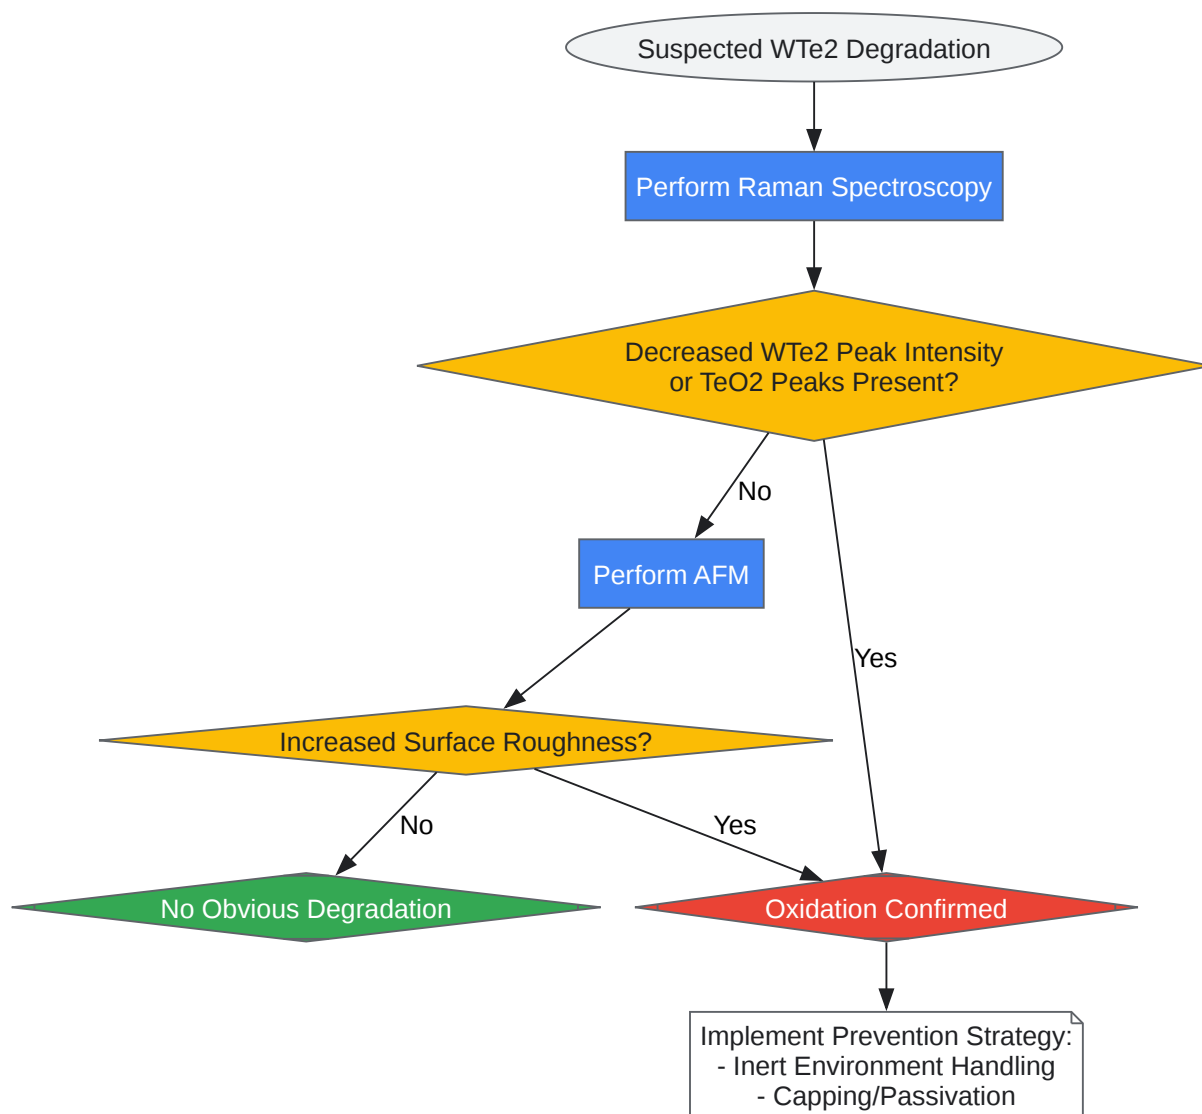 Suspected WTe2 Degradation
Perform Raman Spectroscopy
Decreased WTe2 Peak Intensity
or TeO2 Peaks Present?
No
Perform AFM
Yes
Increased Surface Roughness?
No
Yes
No Obvious Degradation
Oxidation Confirmed
Implement Prevention Strategy:
- Inert Environment Handling
- Capping/Passivation